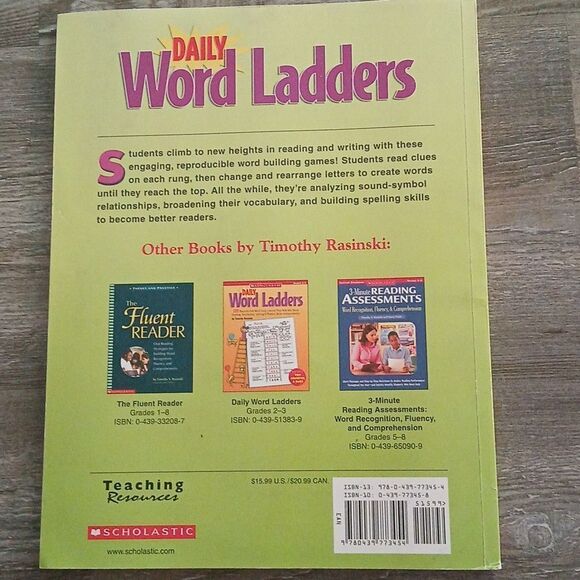 DAILY
Word Ladders
Students climb to new heights in reading and writing with these
engaging, reproducible word building games! Students read clues
on each rung, then change and rearrange letters to create words
until they reach the top. All the while, they're analyzing sound-symbol
relationships, broadening their vocabulary, and building spelling skills
to become better readers.
Other Books by Timothy Rasinski:
The
Fluent
READER
SCHOLASTIC
The Fluent Reader
Grades 1–8
ISBN: 0-439-33208-7
DAILY
Word Ladders
Daily Word Ladders
Grades 2–3
ISBN: 0-439-51383-9
3-Minute READING
ASSESSMENTS
Word Recognition, Fluency, & Comprehension
3-Minute
Reading Assessments:
Word Recognition, Fluency,
and Comprehension
Grades 5–8
ISBN: 0-439-65090-9
Teaching
Resources
SCHOLASTIC
www.scholastic.com
$15.99 U.S./$20.99 CAN.
ISBN-13: 978-0-439-77345-4
ISBN-10: 0-439-77345-8
51599>
EAN
9 780439 773454